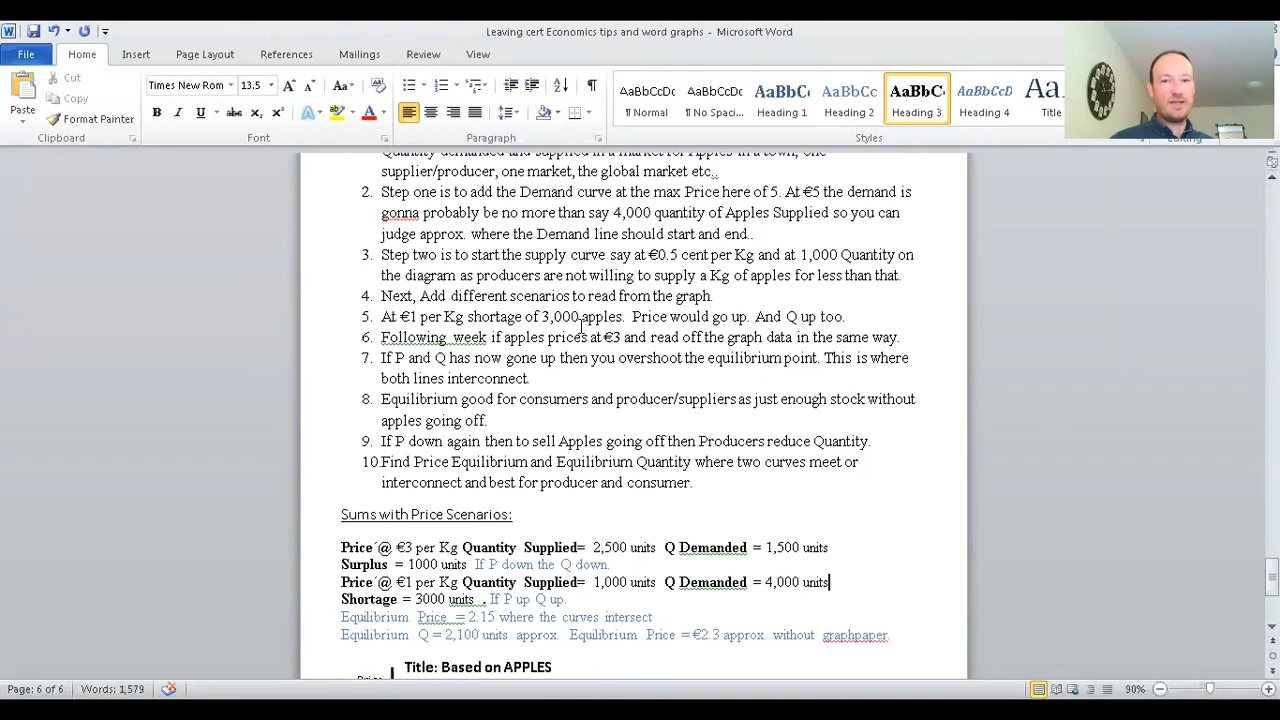 Leaving cert Economics tips and word graphs - Microsoft Word
File Home Insert Page Layout References Mailings Review View
Cut
Copy
Format Painter
Paste
Times New Rom 13.5
AaBbCcDc AaBbCcDc AaBbC AaBbCc AaBbC AaBbCcD
¶ Normal ¶ No Spaci... Heading 1 Heading 2 Heading 3 Heading 4 Title
Clipboard Font Paragraph Styles Editing
Quantity demanded and supplied in a market for Apples in a town, one
supplier/producer, one market, the global market etc,.
2. Step one is to add the Demand curve at the max Price here of 5. At €5 the demand is
gonna probably be no more than say 4,000 quantity of Apples Supplied so you can
judge approx. where the Demand line should start and end..
3. Step two is to start the supply curve say at €0.5 cent per Kg and at 1,000 Quantity on
the diagram as producers are not willing to supply a Kg of apples for less than that.
4. Next, Add different scenarios to read from the graph.
5. At €1 per Kg shortage of 3,000 apples. Price would go up. And Q up too.
6. Following week if apples prices at €3 and read off the graph data in the same way.
7. If P and Q has now gone up then you overshoot the equilibrium point. This is where
both lines interconnect.
8. Equilibrium good for consumers and producer/suppliers as just enough stock without
apples going off.
9. If P down again then to sell Apples going off then Producers reduce Quantity.
10. Find Price Equilibrium and Equilibrium Quantity where two curves meet or
interconnect and best for producer and consumer.
Sums with Price Scenarios:
Price´@ €3 per Kg Quantity Supplied= 2,500 units Q Demanded = 1,500 units
Surplus = 1000 units If P down the Q down.
Price´@ €1 per Kg Quantity Supplied= 1,000 units Q Demanded = 4,000 units
Shortage = 3000 units . If P up Q up.
Equilibrium Price = 2.15 where the curves intersect
Equilibrium Q = 2,100 units approx. Equilibrium Price = €2.3 approx. without graphpaper.
Title: Based on APPLES
Page: 6 of 6 Words: 1,579 90%